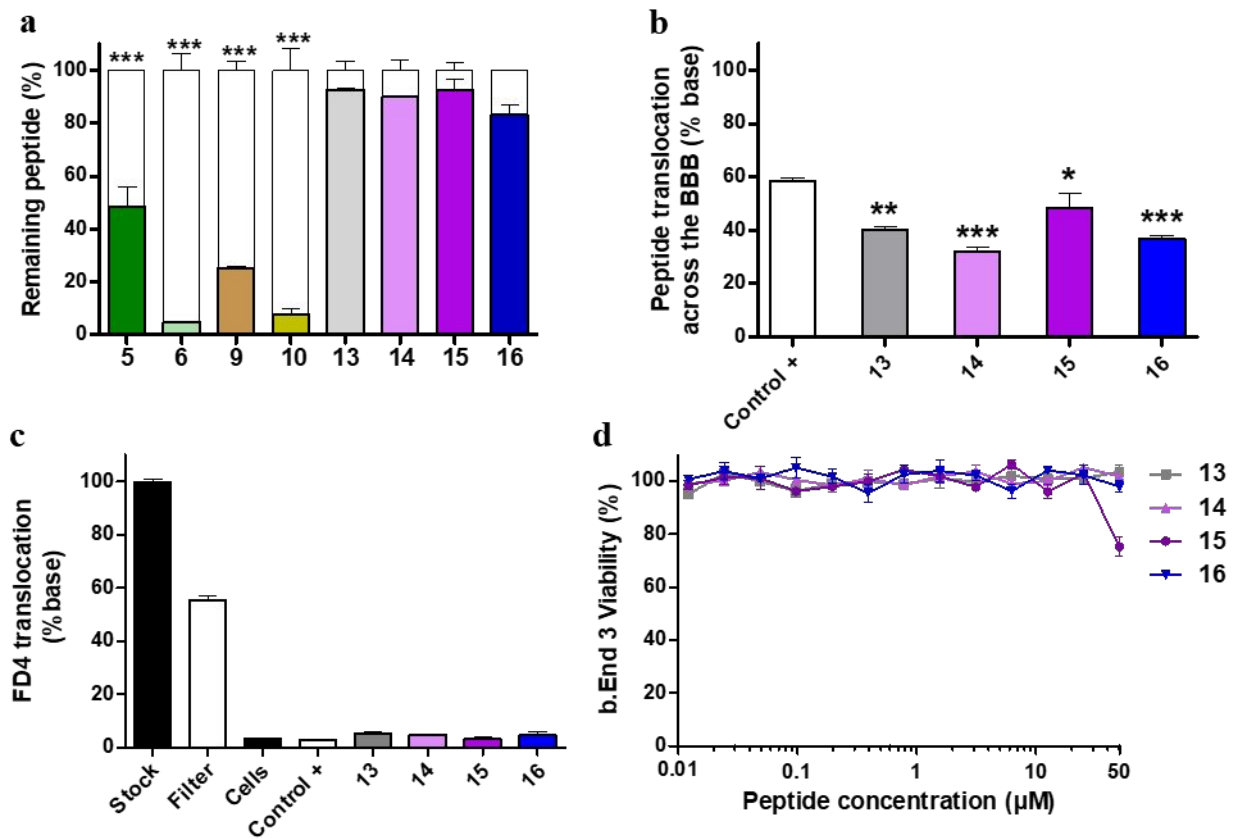 a
Remaining peptide (%)
100
80
60
40
20
0
***
***
***
***
5 6 9 10 13 14 15 16
b
Peptide translocation
across the BBB (% base)
100
80
60
40
20
0
**
***
*
***
Control + 13 14 15 16
c
FD4 translocation
(% base)
100
80
60
40
20
0
Stock Filter Cells Control + 13 14 15 16
d
b.End 3 Viability (%)
100
80
60
40
20
0
0.01 0.1 1 10 50
Peptide concentration (µM)
13
14
15
16